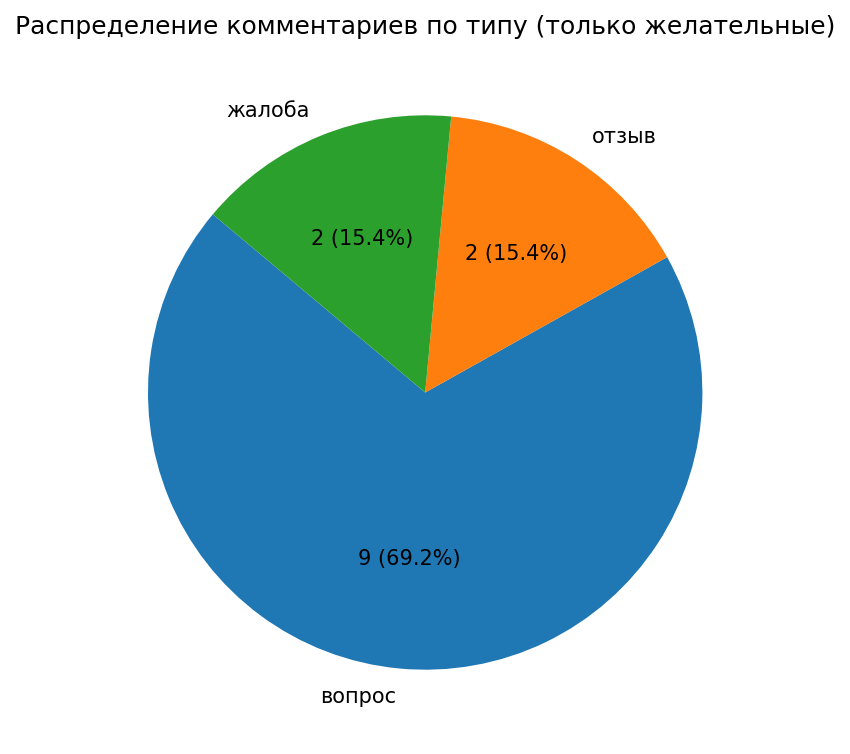 Распределение комментариев по типу (только желательные)
жалоба
отзыв
2 (15.4%)
2 (15.4%)
9 (69.2%)
вопрос